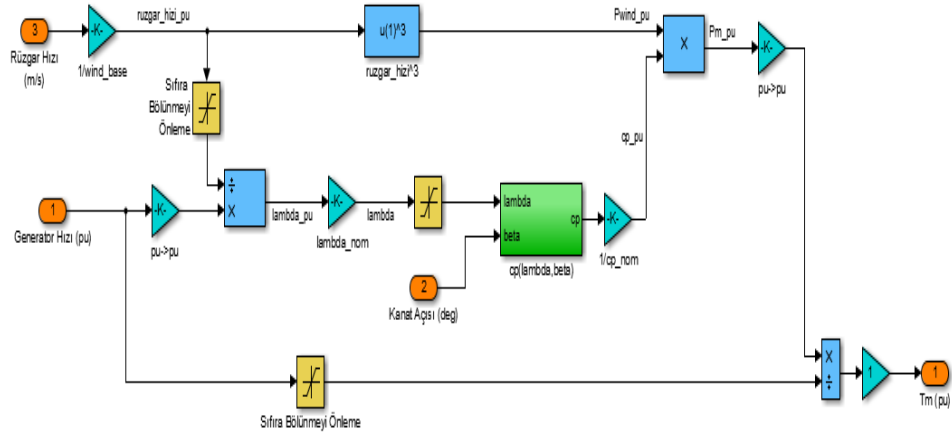 ruzgar_hizi_pu
3
-K-
Rüzgar Hızı
(m/s)
1/wind_base
u(1)^3
ruzgar_hizi^3
Pwind_pu
X
Pm_pu
-K-
pu->pu
Sıfıra
Bölünmeyi
Önleme
cp_pu
1
Generator Hızı (pu)
-K-
pu->pu
÷
X
lambda_pu
-K-
lambda_nom
lambda
lambda
beta
cp
cp(lambda,beta)
-K-
1/cp_nom
2
Kanat Açısı (deg)
Sıfıra Bölünmeyi Önleme
X
÷
1
1
Tm (pu)